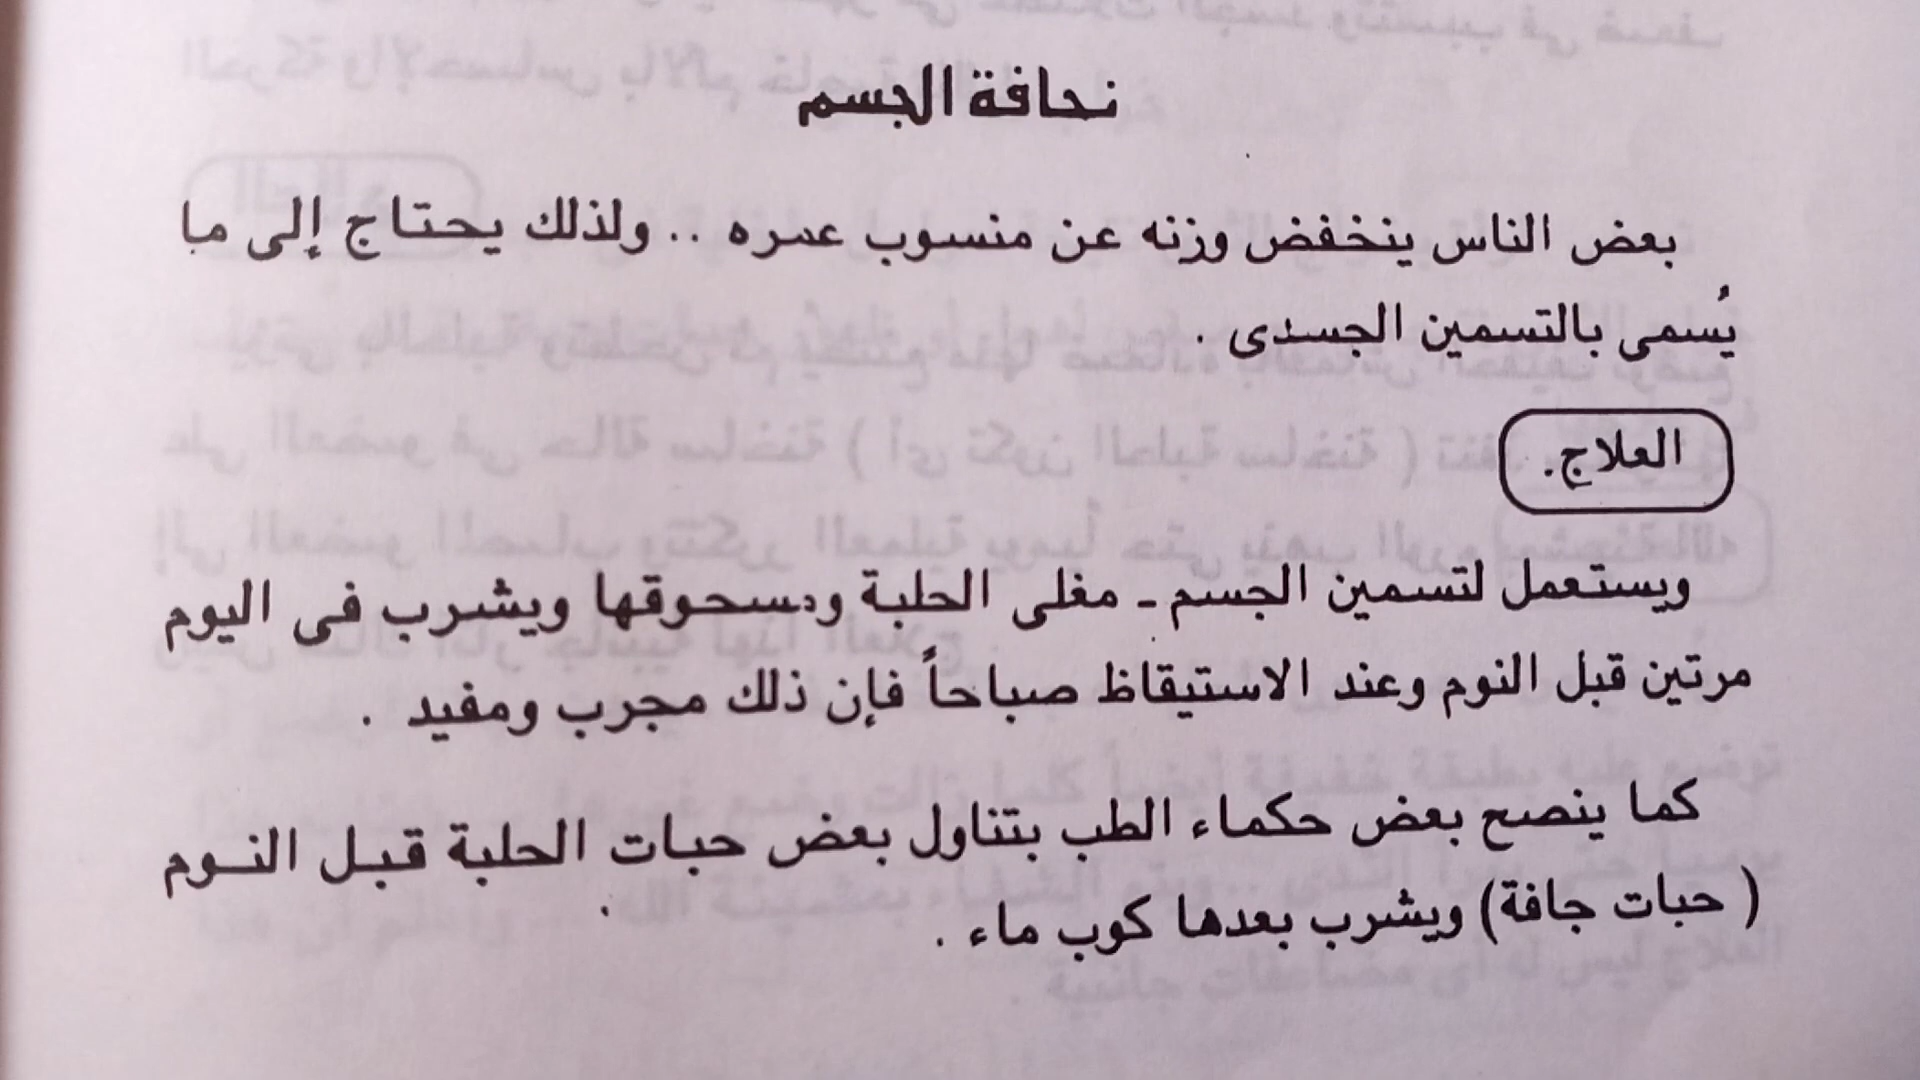 نحافة الجسم
بعض الناس ينخفض وزنه عن منسوب عمره .. ولذلك يحتاج إلى ما
يُسمى بالتسمين الجسدى .
العلاج.
ويستعمل لتسمين الجسم - مغلى الحلبة ومسحوقها ويشرب فى اليوم
مرتين قبل النوم وعند الاستيقاظ صباحاً فإن ذلك مجرب ومفيد .
كما ينصح بعض حكماء الطب بتناول بعض حبات الحلبة قبل النوم
( حبات جافة) ويشرب بعدها كوب ماء .